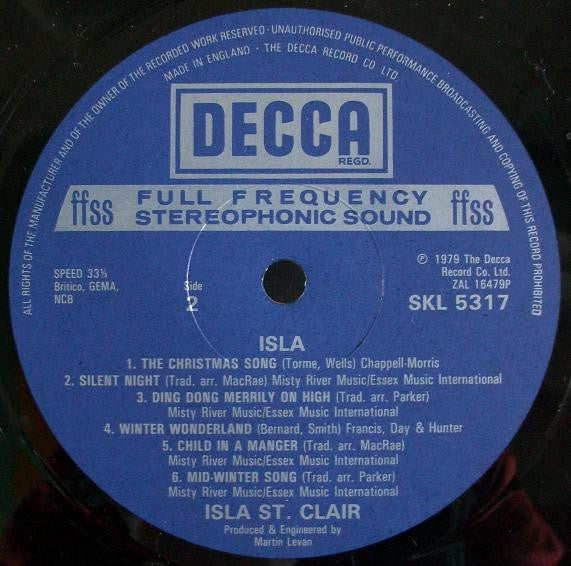 ALL RIGHTS OF THE MANUFACTURER AND OF THE OWNER OF THE RECORDED WORK RESERVED · UNAUTHORISED PUBLIC PERFORMANCE BROADCASTING AND COPYING OF THIS RECORD PROHIBITED
MADE IN ENGLAND · THE DECCA RECORD CO LTD
DECCA
REGD.
ffss FULL FREQUENCY STEREOPHONIC SOUND ffss
SPEED 33⅓
Britico, GEMA,
NCB
Side
2
℗ 1979 The Decca
Record Co. Ltd.
ZAL 16479P
SKL 5317
ISLA
1. THE CHRISTMAS SONG (Torme, Wells) Chappell-Morris
2. SILENT NIGHT (Trad. arr. MacRae) Misty River Music/Essex Music International
3. DING DONG MERRILY ON HIGH (Trad. arr. Parker)
Misty River Music/Essex Music International
4. WINTER WONDERLAND (Bernard, Smith) Francis, Day & Hunter
5. CHILD IN A MANGER (Trad. arr. MacRae)
Misty River Music/Essex Music International
6. MID-WINTER SONG (Trad. arr. Parker)
Misty River Music/Essex Music International
ISLA ST. CLAIR
Produced & Engineered by
Martin Levan